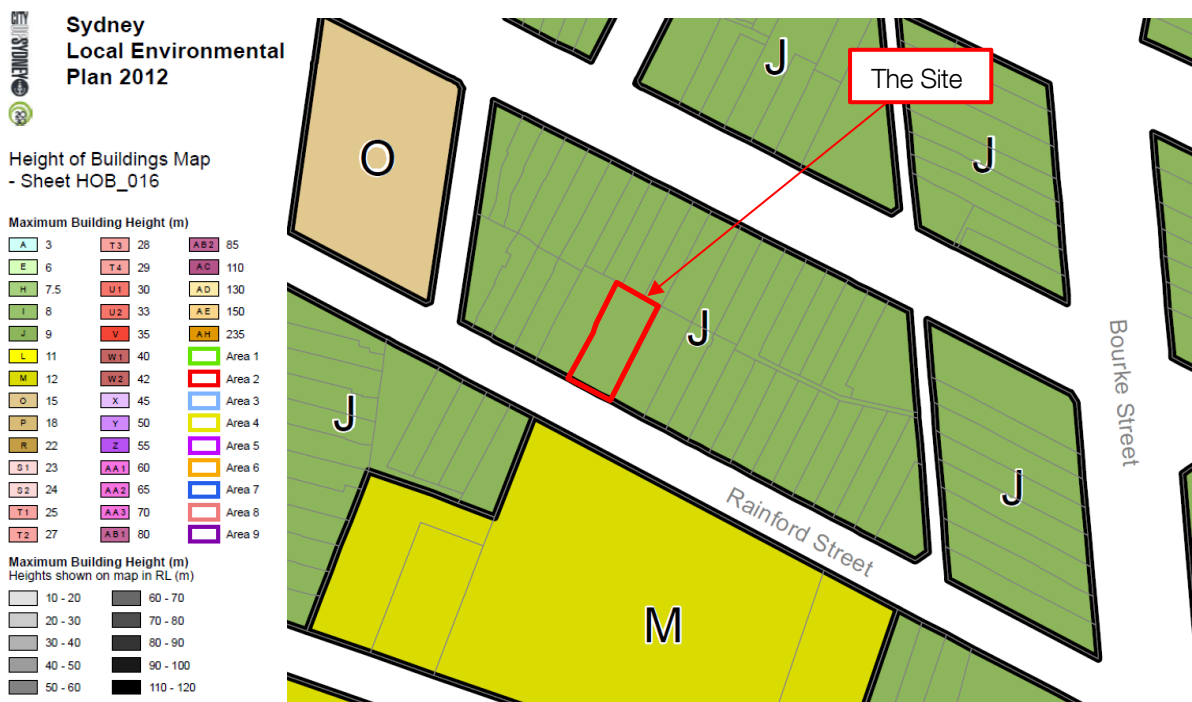 CITY OF SYDNEY
Sydney
Local Environmental
Plan 2012
Height of Buildings Map
- Sheet HOB_016
Maximum Building Height (m)
A 3 T3 28 AB2 85
E 6 T4 29 AC 110
H 7.5 U1 30 AD 130
I 8 U2 33 AE 150
J 9 V 35 AH 235
L 11 W1 40 Area 1
M 12 W2 42 Area 2
O 15 X 45 Area 3
P 18 Y 50 Area 4
R 22 Z 55 Area 5
S1 23 AA1 60 Area 6
S2 24 AA2 65 Area 7
T1 25 AA3 70 Area 8
T2 27 AB1 80 Area 9
Maximum Building Height (m)
Heights shown on map in RL (m)
10 - 20 60 - 70
20 - 30 70 - 80
30 - 40 80 - 90
40 - 50 90 - 100
50 - 60 110 - 120
J
The Site
O
J
J
Bourke Street
J
J
Rainford Street
M